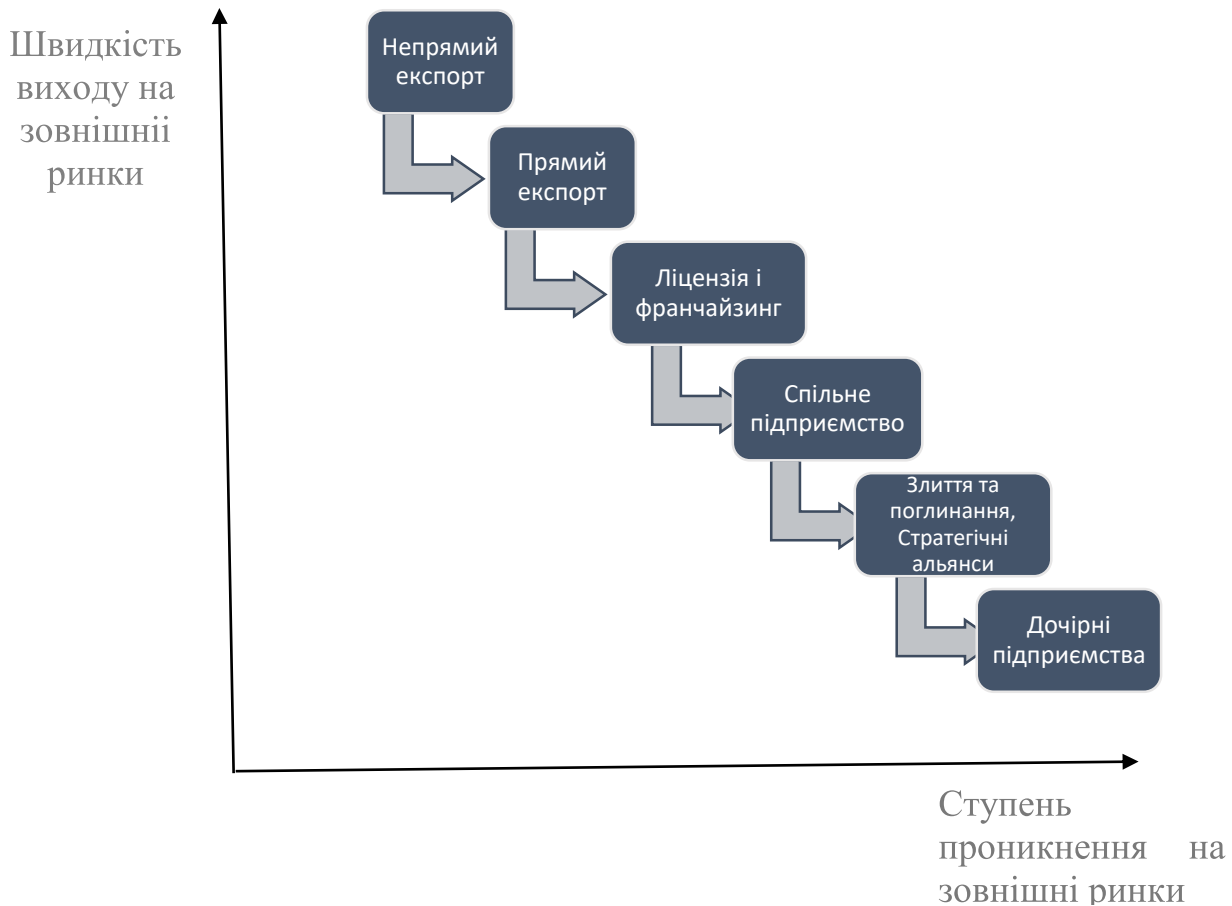 Швидкість
виходу на
зовнішніі
ринки
Непрямий
експорт
Прямий
експорт
Ліцензія і
франчайзинг
Спільне
підприємство
Злиття та
поглинання,
Стратегічні
альянси
Дочірні
підприємства
Ступень
проникнення на
зовнішні ринки